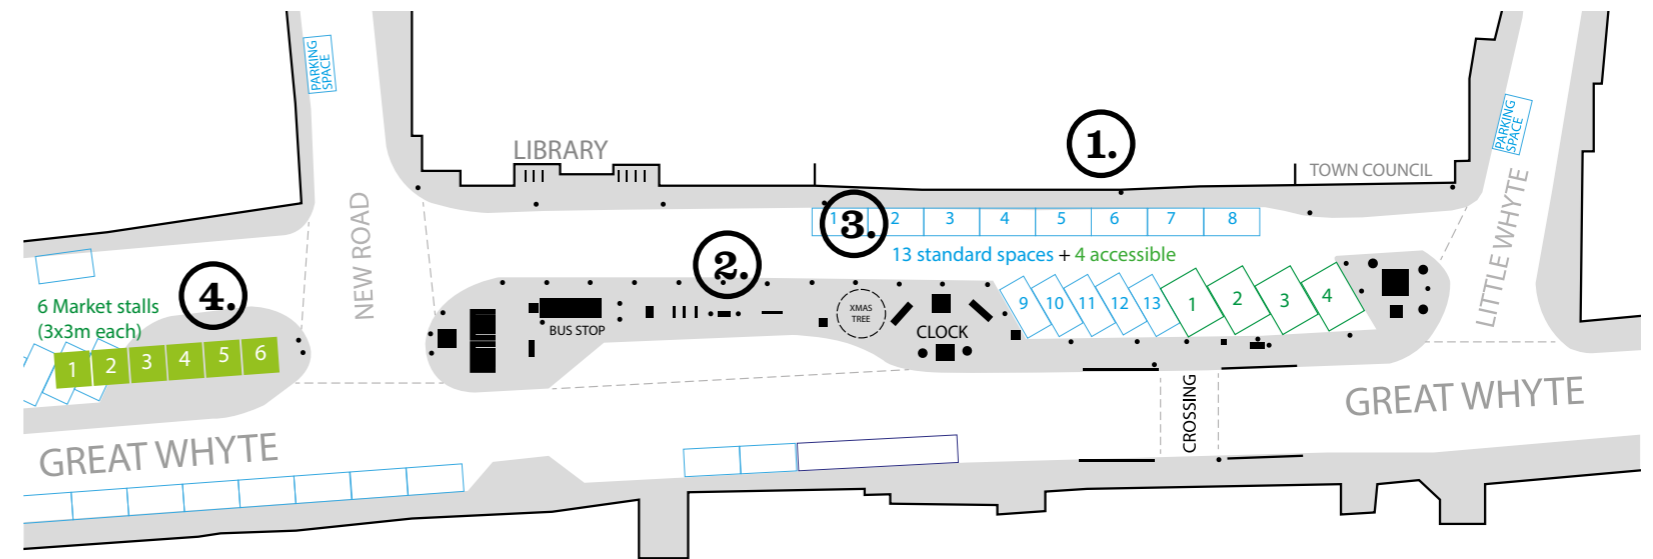 PARKING
SPACE
LIBRARY
1.
TOWN COUNCIL
PARKING
SPACE
NEW ROAD
LITTLE WHYTE
1 2 3 4 5 6 7 8
3.
13 standard spaces + 4 accessible
2.
4.
6 Market stalls
(3x3m each)
1 2 3 4 5 6
BUS STOP
XMAS
TREE
CLOCK
9 10 11 12 13
1 2 3 4
CROSSING
GREAT WHYTE
GREAT WHYTE